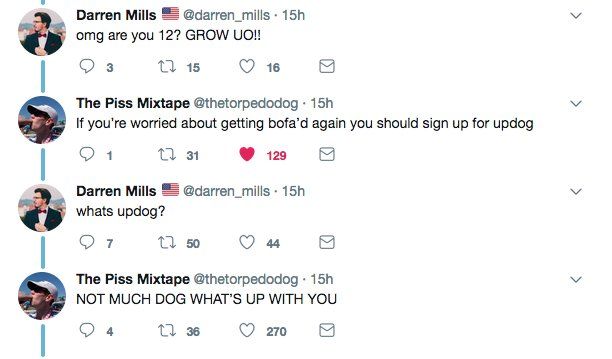 Darren Mills 🇺🇸 @darren_mills · 15h
omg are you 12? GROW UO!!
3 15 16
The Piss Mixtape @thetorpedodog · 15h
If you're worried about getting bofa'd again you should sign up for updog
1 31 129
Darren Mills 🇺🇸 @darren_mills · 15h
whats updog?
7 50 44
The Piss Mixtape @thetorpedodog · 15h
NOT MUCH DOG WHAT'S UP WITH YOU
4 36 270